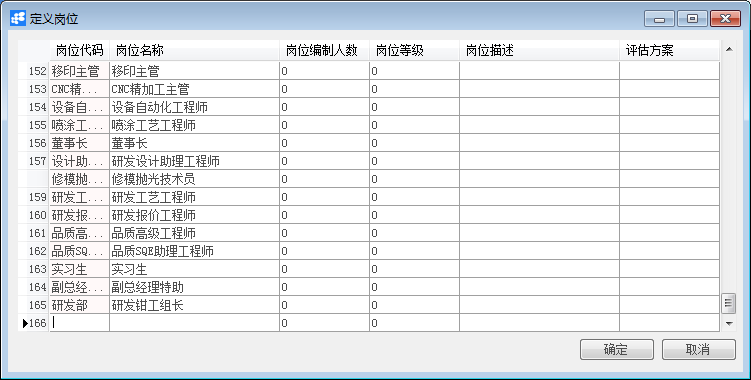 定义岗位
岗位代码 岗位名称 岗位编制人数 岗位等级 岗位描述 评估方案
152 移印主管 移印主管 0 0
153 CNC精... CNC精加工主管 0 0
154 设备自... 设备自动化工程师 0 0
155 喷涂工... 喷涂工艺工程师 0 0
156 董事长 董事长 0 0
157 设计助... 研发设计助理工程师 0 0
修模抛... 修模抛光技术员 0 0
159 研发工... 研发工艺工程师 0 0
160 研发报... 研发报价工程师 0 0
161 品质高... 品质高级工程师 0 0
162 品质SQ... 品质SQE助理工程师 0 0
163 实习生 实习生 0 0
164 副总经... 副总经理特助 0 0
165 研发部 研发钳工组长 0 0
166 0 0
确定 取消